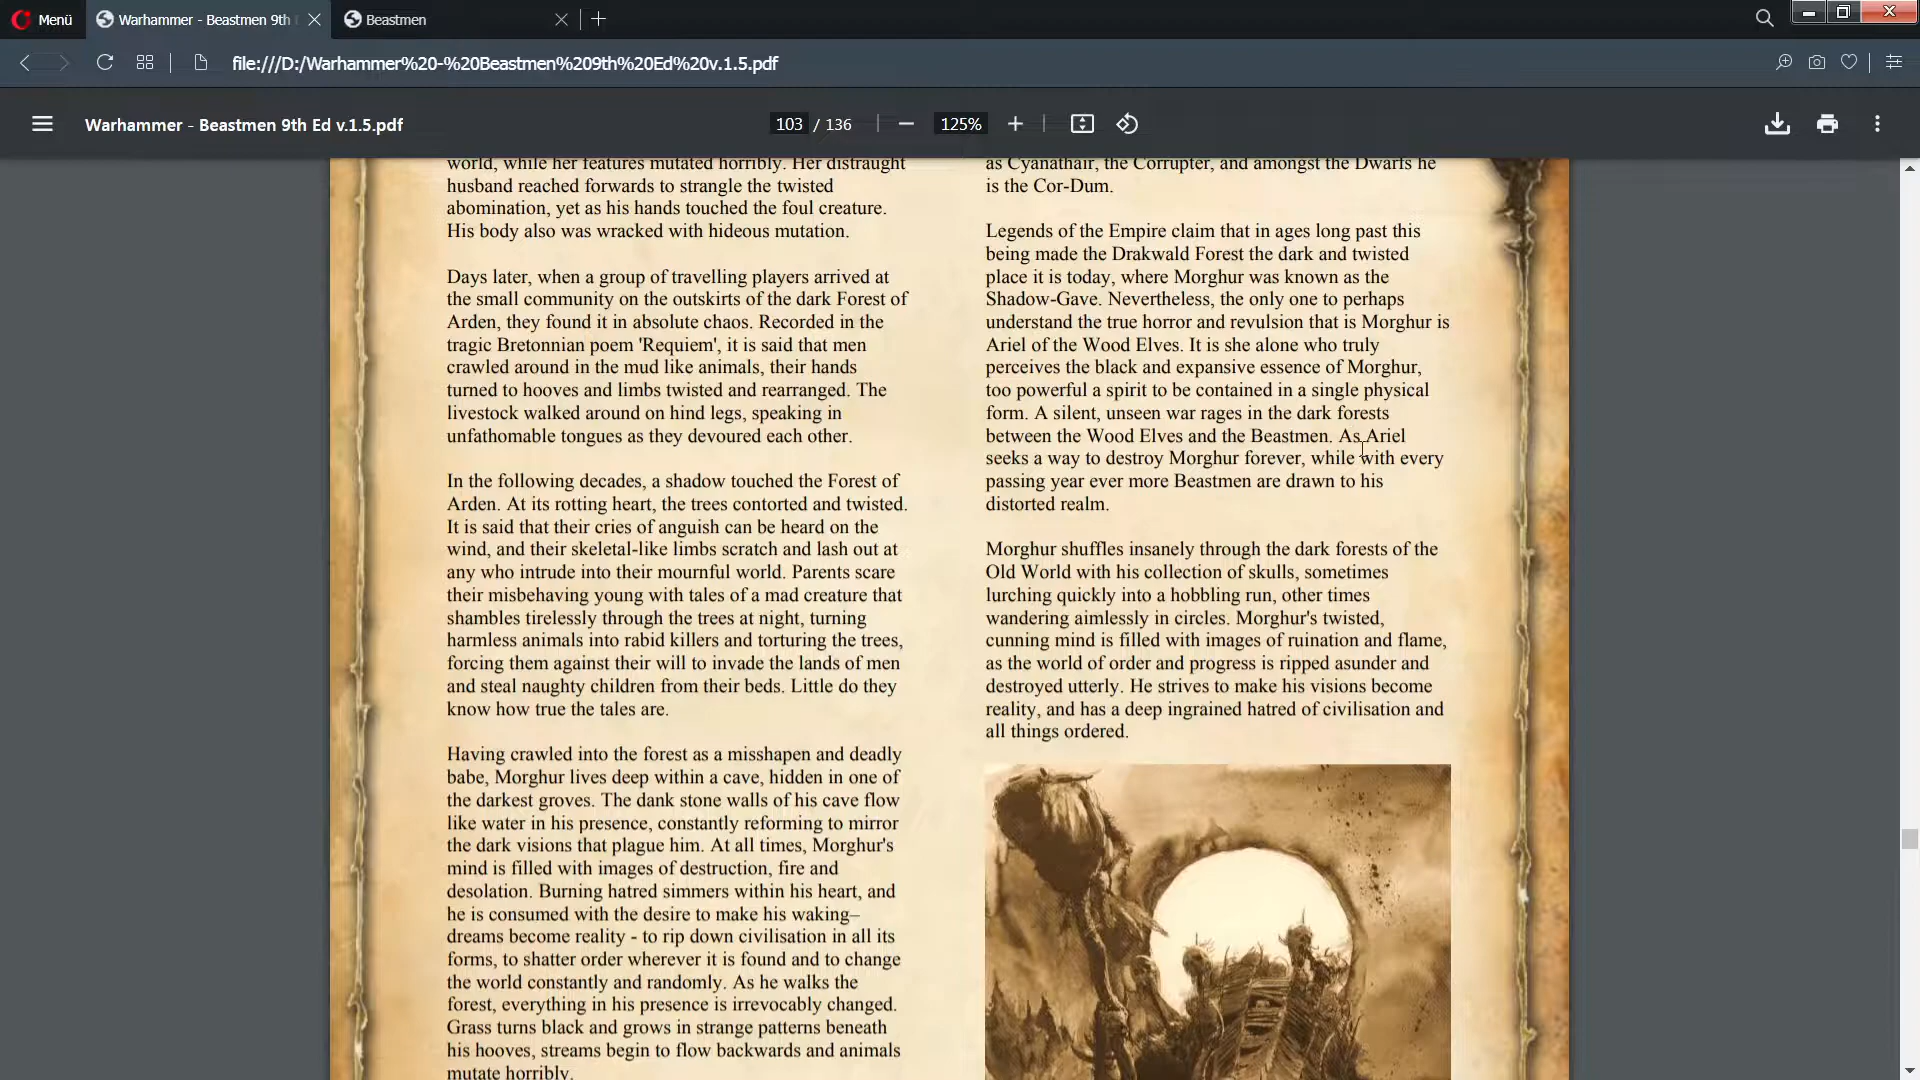 Menü
Warhammer - Beastmen 9th
Beastmen
file:///D:/Warhammer%20-%20Beastmen%209th%20Ed%20v.1.5.pdf
Warhammer - Beastmen 9th Ed v.1.5.pdf
103 / 136
125%
world, while her features mutated horribly. Her distraught
husband reached forwards to strangle the twisted
abomination, yet as his hands touched the foul creature.
His body also was wracked with hideous mutation.
Days later, when a group of travelling players arrived at
the small community on the outskirts of the dark Forest of
Arden, they found it in absolute chaos. Recorded in the
tragic Bretonnian poem 'Requiem', it is said that men
crawled around in the mud like animals, their hands
turned to hooves and limbs twisted and rearranged. The
livestock walked around on hind legs, speaking in
unfathomable tongues as they devoured each other.
In the following decades, a shadow touched the Forest of
Arden. At its rotting heart, the trees contorted and twisted.
It is said that their cries of anguish can be heard on the
wind, and their skeletal-like limbs scratch and lash out at
any who intrude into their mournful world. Parents scare
their misbehaving young with tales of a mad creature that
shambles tirelessly through the trees at night, turning
harmless animals into rabid killers and torturing the trees,
forcing them against their will to invade the lands of men
and steal naughty children from their beds. Little do they
know how true the tales are.
Having crawled into the forest as a misshapen and deadly
babe, Morghur lives deep within a cave, hidden in one of
the darkest groves. The dank stone walls of his cave flow
like water in his presence, constantly reforming to mirror
the dark visions that plague him. At all times, Morghur's
mind is filled with images of destruction, fire and
desolation. Burning hatred simmers within his heart, and
he is consumed with the desire to make his waking–
dreams become reality - to rip down civilisation in all its
forms, to shatter order wherever it is found and to change
the world constantly and randomly. As he walks the
forest, everything in his presence is irrevocably changed.
Grass turns black and grows in strange patterns beneath
his hooves, streams begin to flow backwards and animals
mutate horribly.
as Cyanathair, the Corrupter, and amongst the Dwarfs he
is the Cor-Dum.
Legends of the Empire claim that in ages long past this
being made the Drakwald Forest the dark and twisted
place it is today, where Morghur was known as the
Shadow-Gave. Nevertheless, the only one to perhaps
understand the true horror and revulsion that is Morghur is
Ariel of the Wood Elves. It is she alone who truly
perceives the black and expansive essence of Morghur,
too powerful a spirit to be contained in a single physical
form. A silent, unseen war rages in the dark forests
between the Wood Elves and the Beastmen. As Ariel
seeks a way to destroy Morghur forever, while with every
passing year ever more Beastmen are drawn to his
distorted realm.
Morghur shuffles insanely through the dark forests of the
Old World with his collection of skulls, sometimes
lurching quickly into a hobbling run, other times
wandering aimlessly in circles. Morghur's twisted,
cunning mind is filled with images of ruination and flame,
as the world of order and progress is ripped asunder and
destroyed utterly. He strives to make his visions become
reality, and has a deep ingrained hatred of civilisation and
all things ordered.